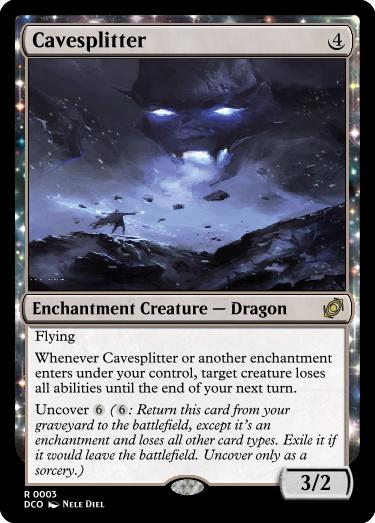 Cavesplitter 4
Enchantment Creature — Dragon
Flying
Whenever Cavesplitter or another enchantment
enters under your control, target creature loses
all abilities until the end of your next turn.
Uncover 6 (6: Return this card from your
graveyard to the battlefield, except it's an
enchantment and loses all other card types. Exile it if
it would leave the battlefield. Uncover only as a
sorcery.)
3/2
R 0003
DCO Nele Diel